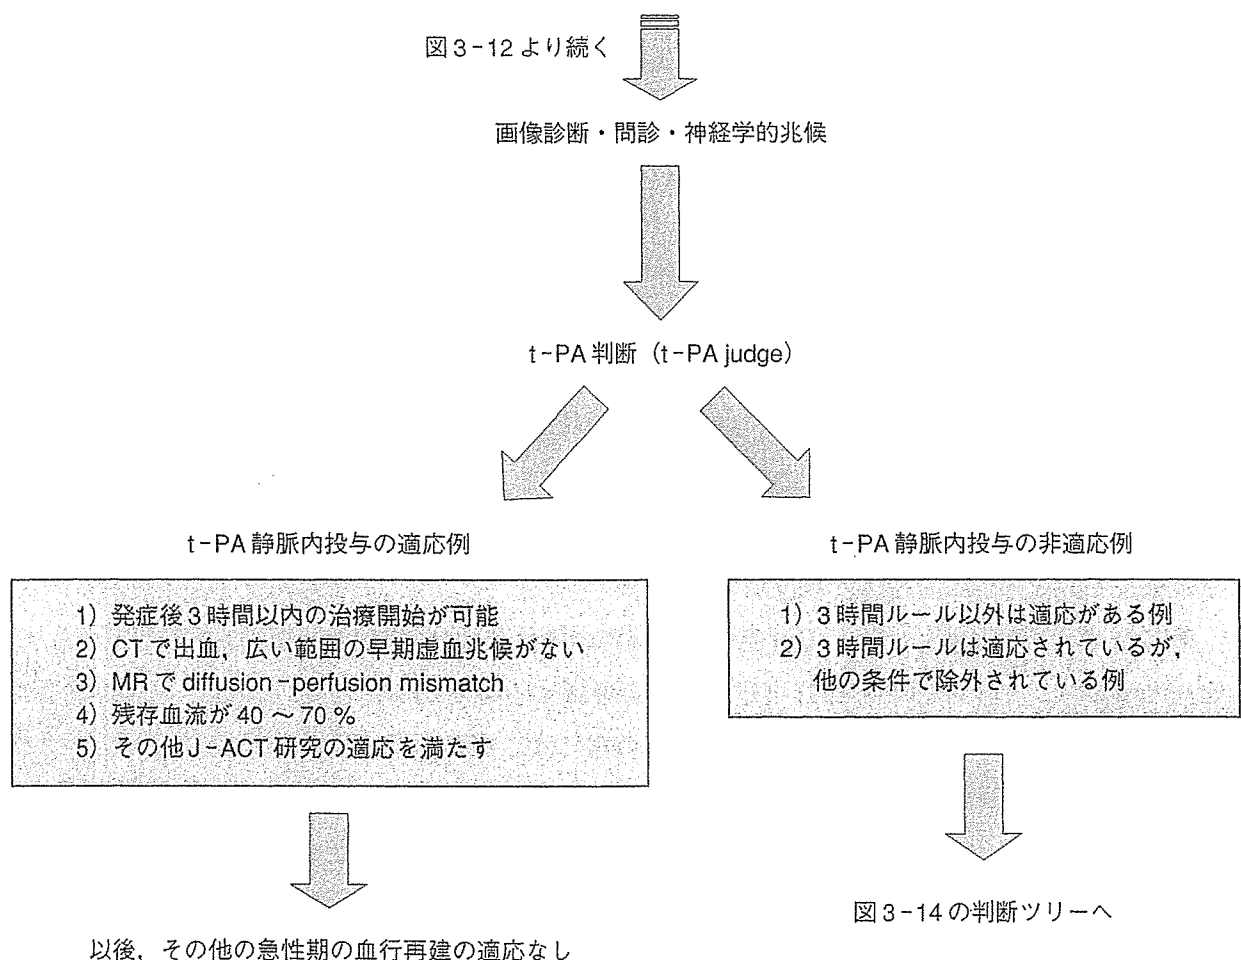 図3-12より続く
画像診断・問診・神経学的兆候
t-PA判断（t-PA judge）
t-PA静脈内投与の適応例
1）発症後3時間以内の治療開始が可能
2）CTで出血，広い範囲の早期虚血兆候がない
3）MRでdiffusion-perfusion mismatch
4）残存血流が40～70％
5）その他J-ACT研究の適応を満たす
以後，その他の急性期の血行再建の適応なし
t-PA静脈内投与の非適応例
1）3時間ルール以外は適応がある例
2）3時間ルールは適応されているが，
他の条件で除外されている例
図3-14の判断ツリーへ